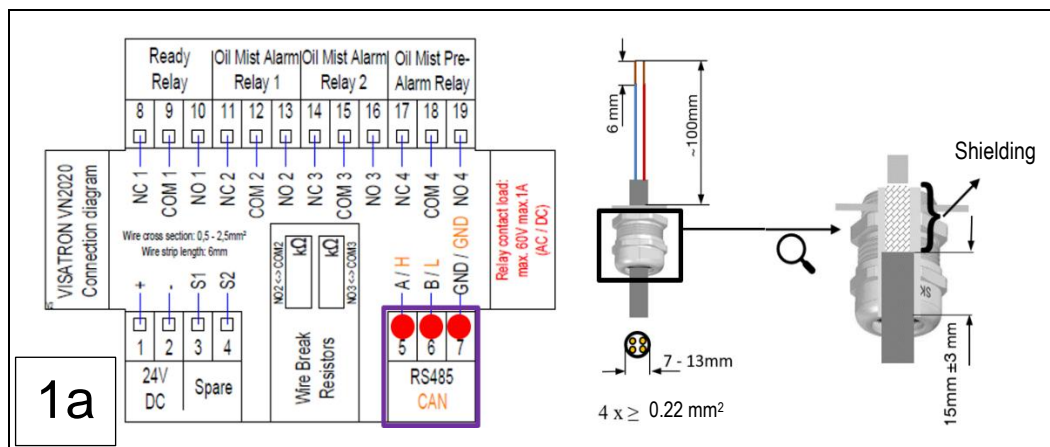 Ready Relay
Oil Mist Alarm Relay 1
Oil Mist Alarm Relay 2
Oil Mist Pre-Alarm Relay
8 9 10 11 12 13 14 15 16 17 18 19
NC 1
COM 1
NO 1
NC 2
COM 2
NO 2
NC 3
COM 3
NO 3
NC 4
COM 4
NO 4
VISATRON VN2020
Connection diagram
Wire cross section: 0,5 - 2,5mm²
Wire strip length: 6mm
kΩ
NO2 <-> COM2
kΩ
NO3 <-> COM3
Wire Break
Resistors
Relay contact load:
max. 60V max.1A
(AC / DC)
+
-
S1
S2
A / H
B / L
GND / GND
1 2 3 4 5 6 7
24V
DC
Spare
RS485
CAN
1a
6 mm
~100mm
7 - 13mm
4 x ≥ 0.22 mm²
Shielding
SK
15mm ±3 mm